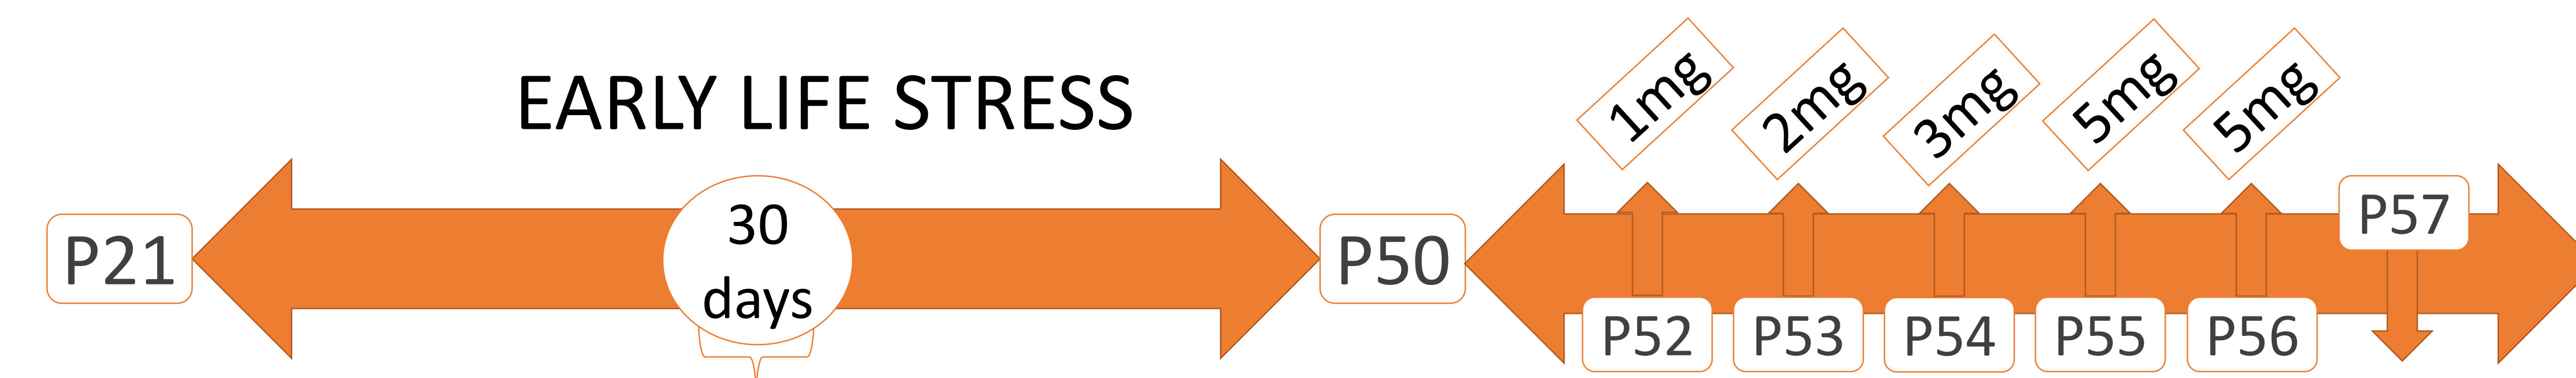 EARLY LIFE STRESS
P21
30
days
P50
1mg
2mg
3mg
5mg
5mg
P52
P53
P54
P55
P56
P57